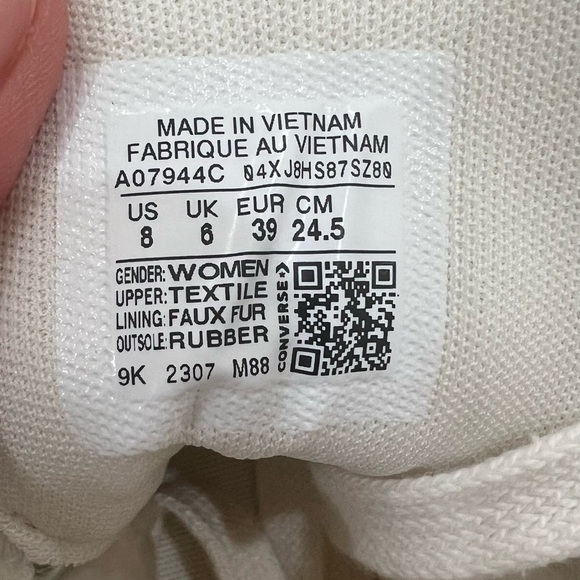 MADE IN VIETNAM
FABRIQUE AU VIETNAM
A07944C 04XJ8HS87SZ80
US UK EUR CM
8 6 39 24.5
GENDER: WOMEN
UPPER: TEXTILE
LINING: FAUX FUR
OUTSOLE: RUBBER
9K 2307 M88
CONVERSE